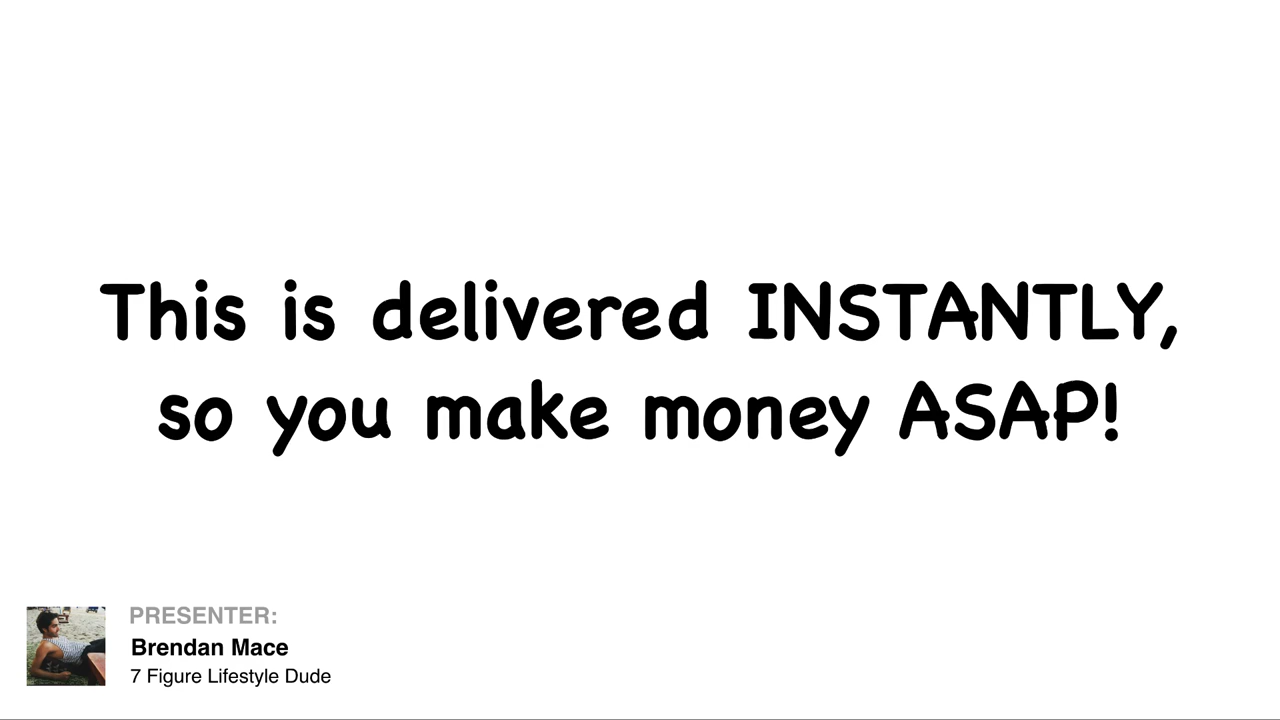 This is delivered INSTANTLY,
so you make money ASAP!
PRESENTER:
Brendan Mace
7 Figure Lifestyle Dude